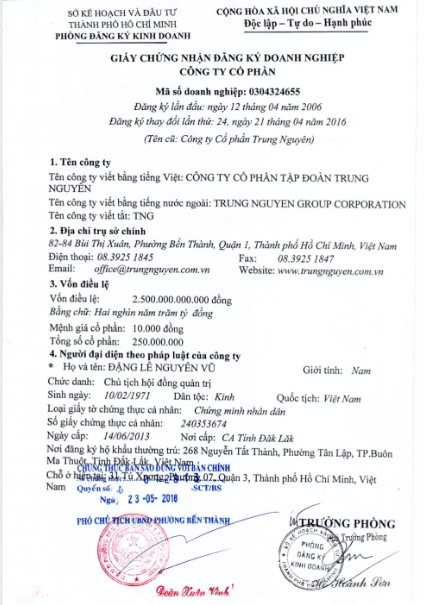 SỞ KẾ HOẠCH VÀ ĐẦU TƯ
THÀNH PHỐ HỒ CHÍ MINH
PHÒNG ĐĂNG KÝ KINH DOANH
CỘNG HÒA XÃ HỘI CHỦ NGHĨA VIỆT NAM
Độc lập - Tự do - Hạnh phúc
GIẤY CHỨNG NHẬN ĐĂNG KÝ DOANH NGHIỆP
CÔNG TY CỔ PHẦN
Mã số doanh nghiệp: 0304324655
Đăng ký lần đầu: ngày 12 tháng 04 năm 2006
Đăng ký thay đổi lần thứ: 24, ngày 21 tháng 04 năm 2016
(Tên cũ: Công ty Cổ phần Trung Nguyên)
1. Tên công ty
Tên công ty viết bằng tiếng Việt: CÔNG TY CỔ PHẦN TẬP ĐOÀN TRUNG
NGUYÊN
Tên công ty viết bằng tiếng nước ngoài: TRUNG NGUYEN GROUP CORPORATION
Tên công ty viết tắt: TNG
2. Địa chỉ trụ sở chính
82-84 Bùi Thị Xuân, Phường Bến Thành, Quận 1, Thành phố Hồ Chí Minh, Việt Nam
Điện thoại: 08.3925 1845 Fax: 08.3925 1847
Email: office@trungnguyen.com.vn Website: www.trungnguyen.com.vn
3. Vốn điều lệ
Vốn điều lệ: 2.500.000.000.000 đồng
Bằng chữ: Hai nghìn năm trăm tỷ đồng
Mệnh giá cổ phần: 10.000 đồng
Tổng số cổ phần: 250.000.000
4. Người đại diện theo pháp luật của công ty
* Họ và tên: ĐẶNG LÊ NGUYÊN VŨ Giới tính: Nam
Chức danh: Chủ tịch hội đồng quản trị
Sinh ngày: 10/02/1971 Dân tộc: Kinh Quốc tịch: Việt Nam
Loại giấy tờ chứng thực cá nhân: Chứng minh nhân dân
Số giấy chứng thực cá nhân: 240353674
Ngày cấp: 14/06/2013 Nơi cấp: CA Tỉnh Đăk Lăk
Nơi đăng ký hộ khẩu thường trú: 268 Nguyễn Tất Thành, Phường Tân Lập, TP.Buôn
Ma Thuột, Tỉnh Đắk Lắk, Việt Nam
CHỨNG THỰC BẢN SAO ĐÚNG VỚI BẢN CHÍNH
Chỗ ở hiện tại: Tú Xương, Phường 07, Quận 3, Thành phố Hồ Chí Minh, Việt
Nam
Quyển số: SCT/BS
Ngày 23-05-2016
PHÓ CHỦ TỊCH UBND PHƯỜNG BẾN THÀNH
TRƯỞNG PHÒNG
Trưởng Phòng
PHÒNG
ĐĂNG KÝ
KINH DOANH
Đoàn Xuân Vinh